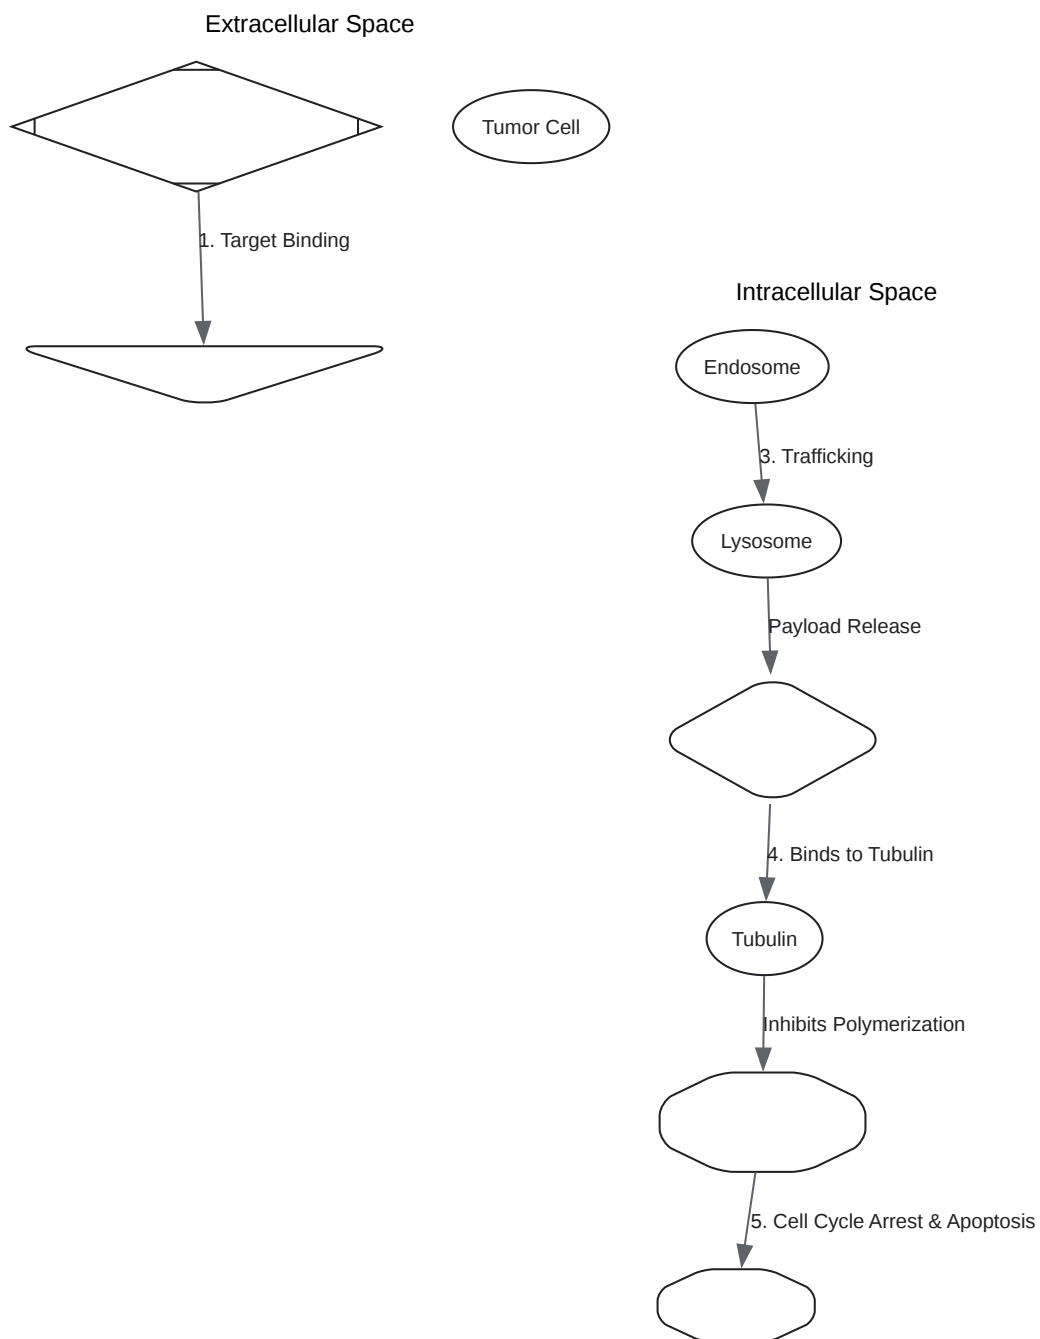 Extracellular Space
Tumor Cell
1. Target Binding
Intracellular Space
Endosome
3. Trafficking
Lysosome
Payload Release
4. Binds to Tubulin
Tubulin
Inhibits Polymerization
5. Cell Cycle Arrest & Apoptosis